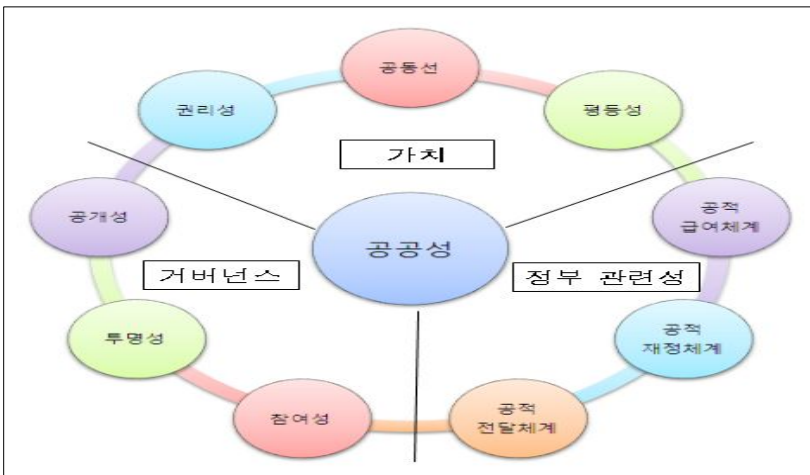 공동선
권리성
평등성
가치
공개성
공적
급여체계
공공성
거버넌스
정부 관련성
투명성
공적
재정체계
참여성
공적
전달체계